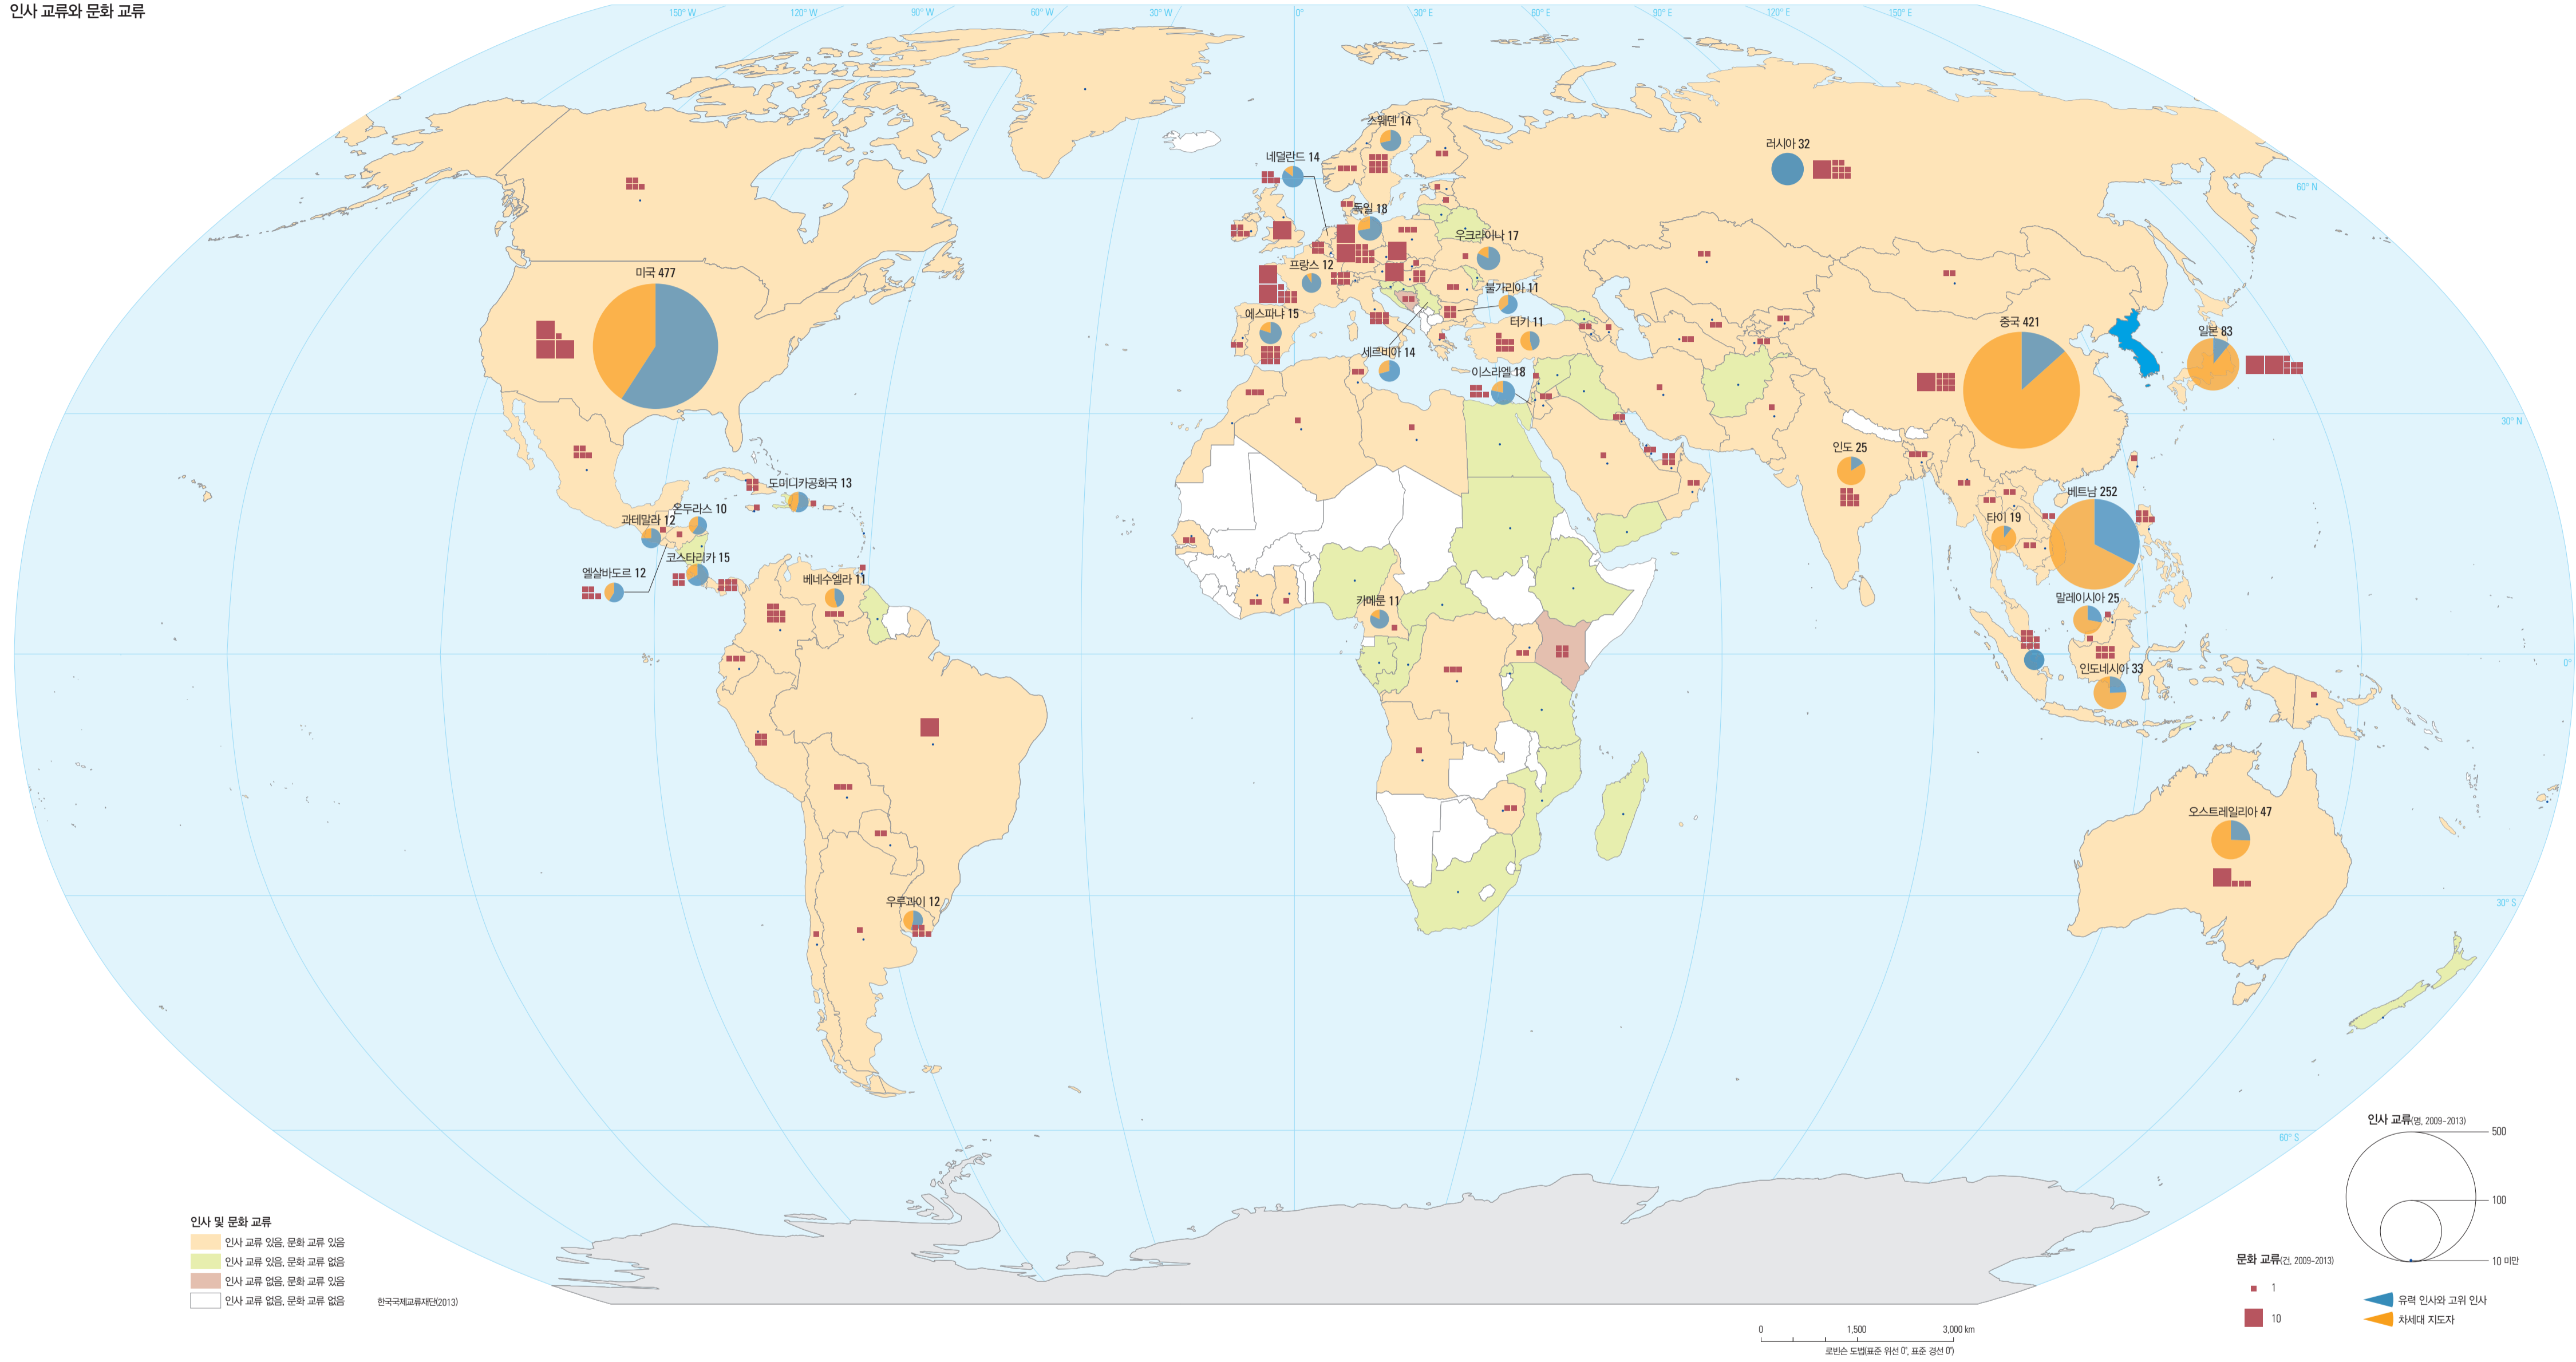 인사 교류와 문화 교류
150° W
120° W
90° W
60° W
30° W
0°
30° E
60° E
90° E
120° E
150° E
60° N
30° N
0°
30° S
60° S
스웨덴 14
네덜란드 14
러시아 32
독일 18
우크라이나 17
프랑스 12
불가리아 11
에스파냐 15
터키 11
세르비아 14
이스라엘 18
미국 477
중국 421
일본 83
인도 25
도미니카공화국 13
온두라스 10
과테말라 12
코스타리카 15
엘살바도르 12
베네수엘라 11
카메룬 11
베트남 252
타이 19
말레이시아 25
인도네시아 33
오스트레일리아 47
우루과이 12
인사 및 문화 교류
인사 교류 있음, 문화 교류 있음
인사 교류 있음, 문화 교류 없음
인사 교류 없음, 문화 교류 있음
인사 교류 없음, 문화 교류 없음
한국국제교류재단(2013)
인사 교류(명, 2009-2013)
500
100
10 미만
문화 교류(건, 2009-2013)
1
10
유력 인사와 고위 인사
차세대 지도자
0 1,500 3,000 km
로빈슨 도법(표준 위선 0°, 표준 경선 0°)